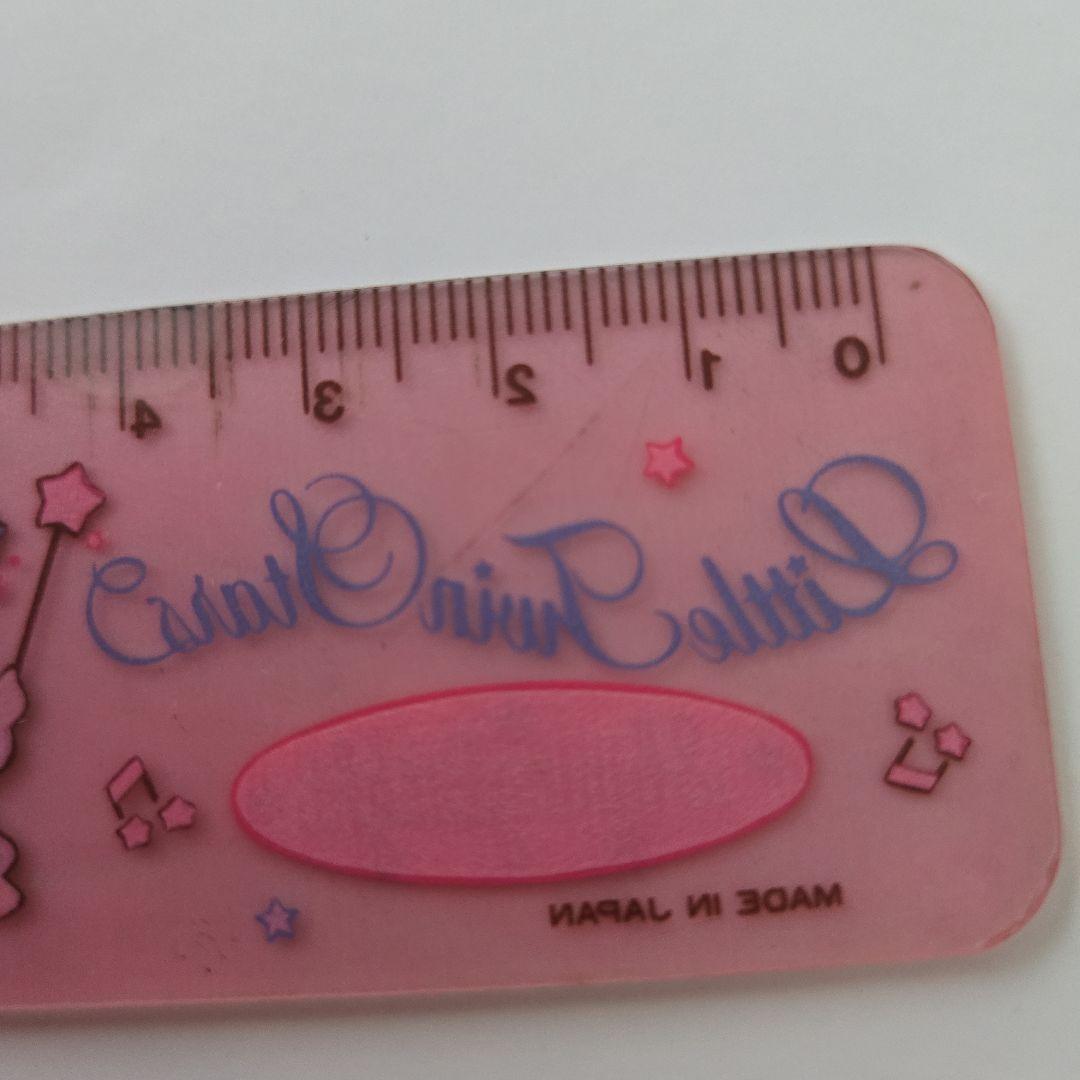 0 1 2 3 4
Little Twin Stars
MADE IN JAPAN